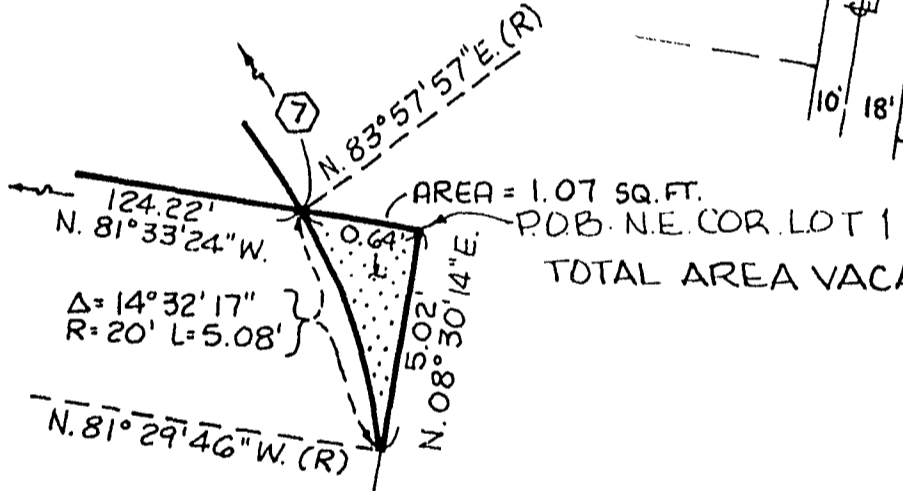 10' 18'
7
N. 83°57'57"E. (R)
124.22'
N. 81°33'24"W.
AREA = 1.07 SQ.FT.
P.O.B. N.E. COR. LOT 1
TOTAL AREA VACA
0.64'
5.02'
N. 08°30'14"E.
Δ= 14°32'17"
R= 20' L= 5.08'
N. 81°29'46"W. (R)